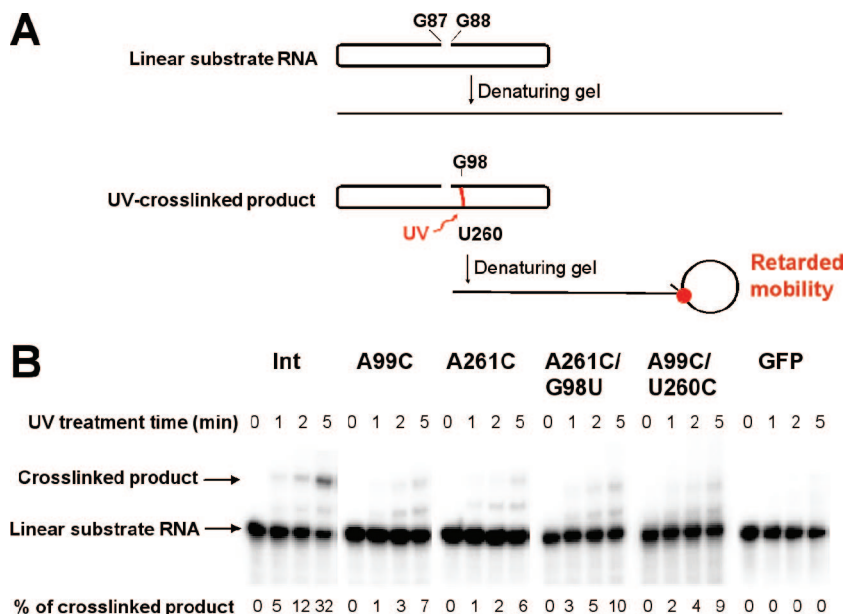 A
G87 G88
Linear substrate RNA
Denaturing gel
G98
UV-crosslinked product
UV U260
Denaturing gel
Retarded
mobility
B
Int A99C A261C A261C/ A99C/ GFP
G98U U260C
UV treatment time (min) 0 1 2 5 0 1 2 5 0 1 2 5 0 1 2 5 0 1 2 5 0 1 2 5
Crosslinked product
Linear substrate RNA
% of crosslinked product 0 5 12 32 0 1 3 7 0 1 2 6 0 3 5 10 0 2 4 9 0 0 0 0